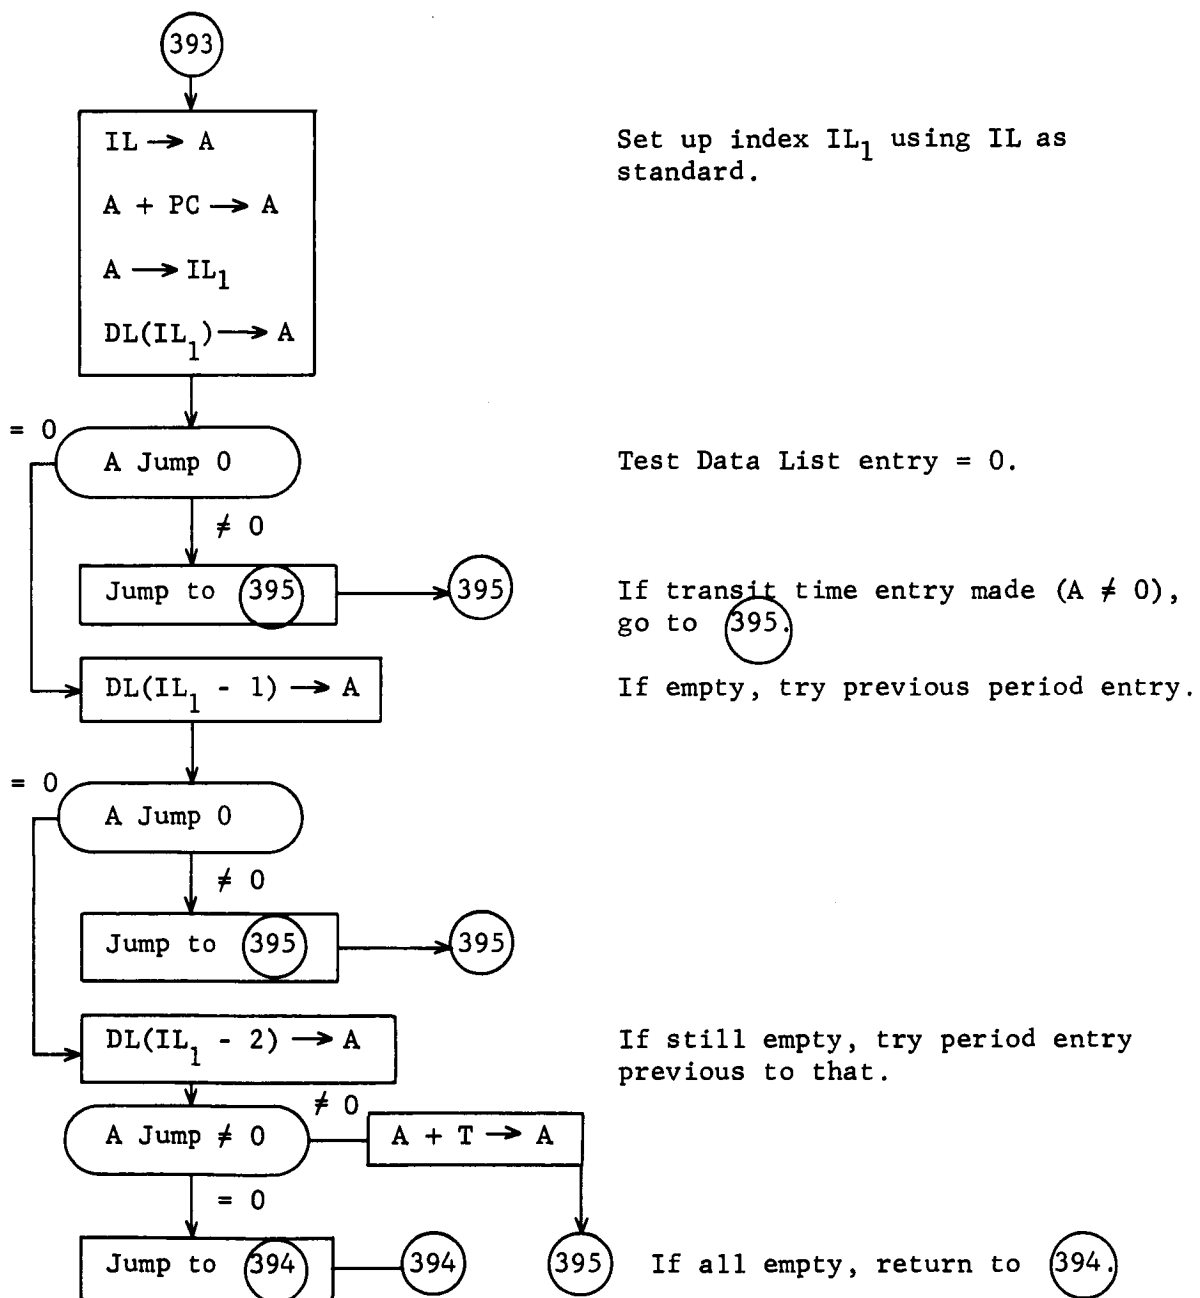 393
IL → A
Set up index IL₁ using IL as
standard.
A + PC → A
A → IL₁
DL(IL₁) → A
= 0
A Jump 0
Test Data List entry = 0.
≠ 0
Jump to 395
395
If transit time entry made (A ≠ 0),
go to 395.
DL(IL₁ - 1) → A
If empty, try previous period entry.
= 0
A Jump 0
≠ 0
Jump to 395
395
DL(IL₁ - 2) → A
If still empty, try period entry
previous to that.
≠ 0
A Jump ≠ 0
A + T → A
= 0
Jump to 394
394
395
If all empty, return to 394.